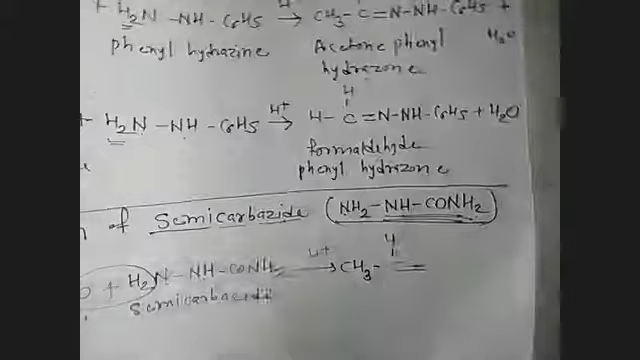 + H₂N - NH - C₆H₅ → CH₃ - C = N - NH - C₆H₅ +
H₂O
phenyl hydrazine Acetone phenyl
hydrazone
H
+ H₂N - NH - C₆H₅ H⁺→ H - C = N - NH - C₆H₅ + H₂O
formaldehyde
phenyl hydrazone
of Semicarbazide (NH₂-NH-CONH₂)
H
+ H₂N - NH - CONH₂ H⁺→ CH₃ - C =